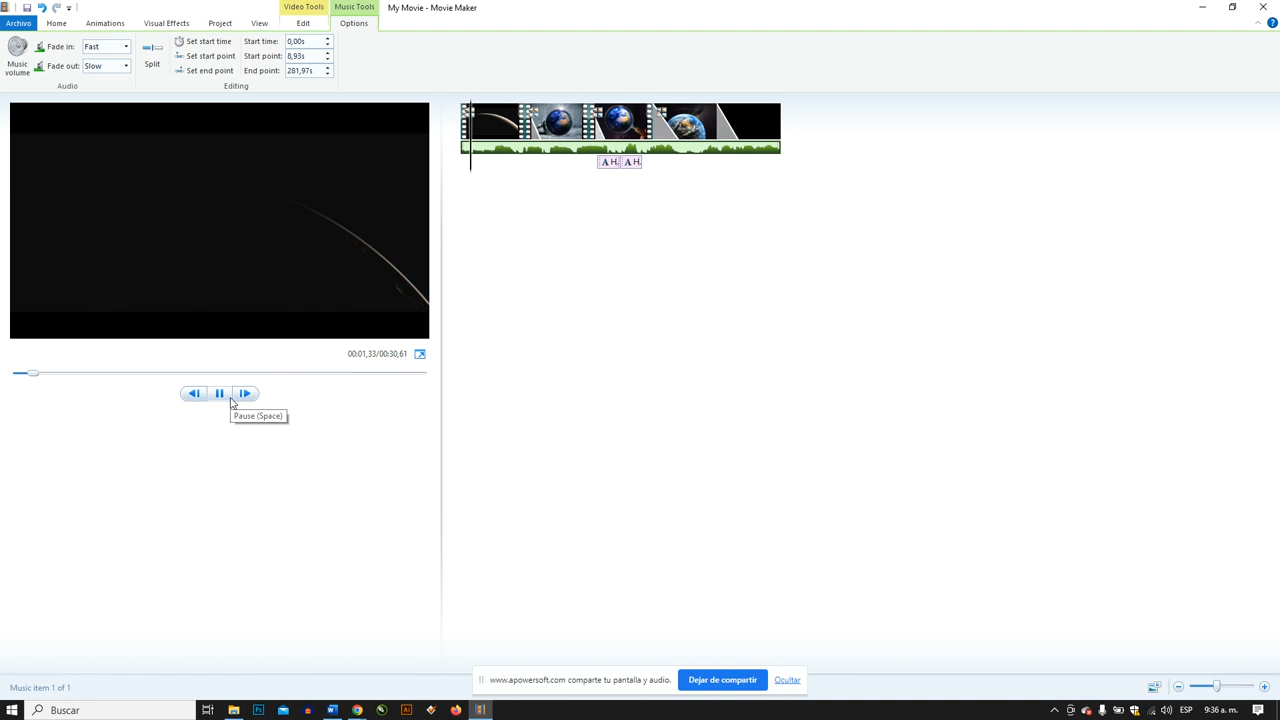 Video Tools
Music Tools
My Movie - Movie Maker
Archivo
Home
Animations
Visual Effects
Project
View
Edit
Options
Music volume
Fade in: Fast
Fade out: Slow
Audio
Split
Set start time
Set start point
Set end point
Start time: 0,00s
Start point: 8,93s
End point: 281,97s
Editing
A H.
A H.
00:01,33/00:30,61
Pause (Space)
www.apowersoft.com comparte tu pantalla y audio.
Dejar de compartir
Ocultar
Music item 1 of 1
Buscar
ESP
9:36 a. m.